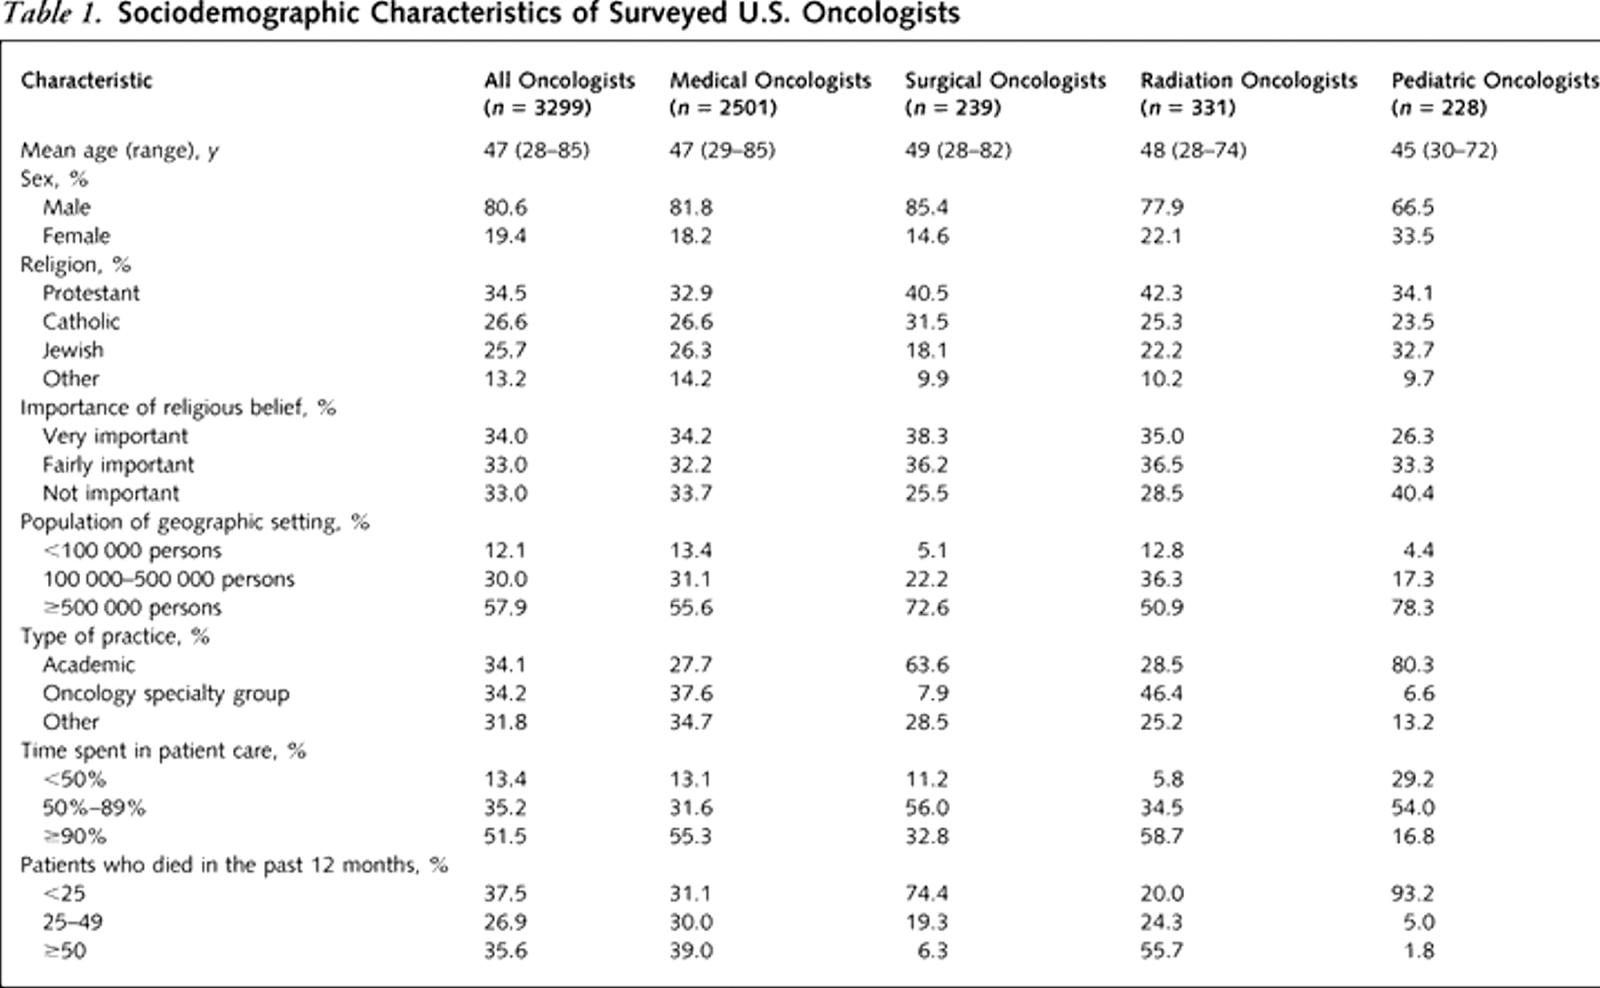 Table 1. Sociodemographic Characteristics of Surveyed U.S. Oncologists
Characteristic All Oncologists (n = 3299) Medical Oncologists (n = 2501) Surgical Oncologists (n = 239) Radiation Oncologists (n = 331) Pediatric Oncologists (n = 228)
Mean age (range), y 47 (28–85) 47 (29–85) 49 (28–82) 48 (28–74) 45 (30–72)
Sex, %
Male 80.6 81.8 85.4 77.9 66.5
Female 19.4 18.2 14.6 22.1 33.5
Religion, %
Protestant 34.5 32.9 40.5 42.3 34.1
Catholic 26.6 26.6 31.5 25.3 23.5
Jewish 25.7 26.3 18.1 22.2 32.7
Other 13.2 14.2 9.9 10.2 9.7
Importance of religious belief, %
Very important 34.0 34.2 38.3 35.0 26.3
Fairly important 33.0 32.2 36.2 36.5 33.3
Not important 33.0 33.7 25.5 28.5 40.4
Population of geographic setting, %
<100 000 persons 12.1 13.4 5.1 12.8 4.4
100 000–500 000 persons 30.0 31.1 22.2 36.3 17.3
≥500 000 persons 57.9 55.6 72.6 50.9 78.3
Type of practice, %
Academic 34.1 27.7 63.6 28.5 80.3
Oncology specialty group 34.2 37.6 7.9 46.4 6.6
Other 31.8 34.7 28.5 25.2 13.2
Time spent in patient care, %
<50% 13.4 13.1 11.2 5.8 29.2
50%–89% 35.2 31.6 56.0 34.5 54.0
≥90% 51.5 55.3 32.8 58.7 16.8
Patients who died in the past 12 months, %
<25 37.5 31.1 74.4 20.0 93.2
25–49 26.9 30.0 19.3 24.3 5.0
≥50 35.6 39.0 6.3 55.7 1.8